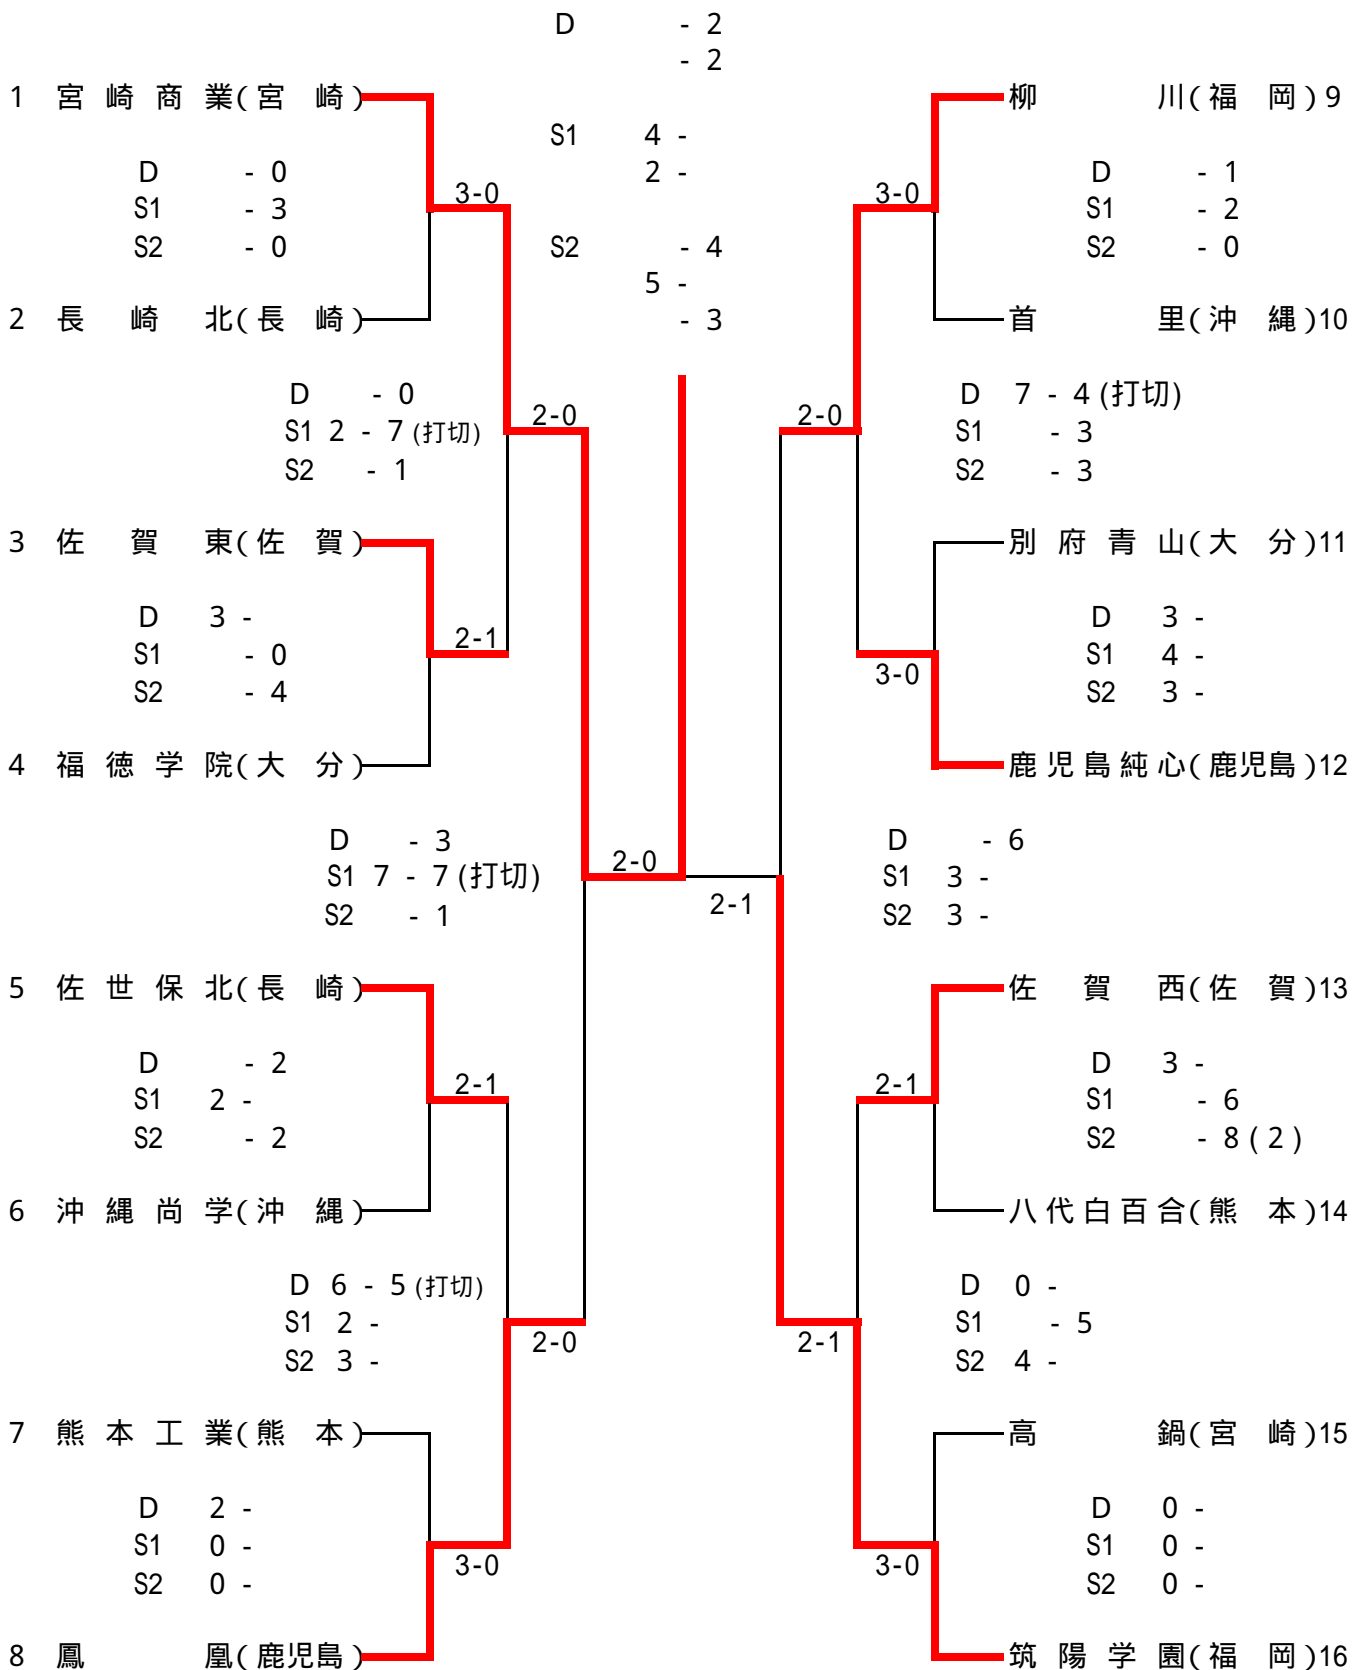 D - 2
- 2
1 宮崎商業(宮崎)
柳川(福岡)9
S1 4 -
2 -
D - 0
S1 - 3
S2 - 0
3-0
S2 - 4
5 -
- 3
3-0
D - 1
S1 - 2
S2 - 0
2 長崎北(長崎)
首里(沖縄)10
D - 0
S1 2 - 7 (打切)
S2 - 1
2-0
2-0
D 7 - 4 (打切)
S1 - 3
S2 - 3
3 佐賀東(佐賀)
別府青山(大分)11
D 3 -
S1 - 0
S2 - 4
2-1
3-0
D 3 -
S1 4 -
S2 3 -
4 福徳学院(大分)
鹿児島純心(鹿児島)12
D - 3
S1 7 - 7 (打切)
S2 - 1
2-0
2-1
D - 6
S1 3 -
S2 3 -
5 佐世保北(長崎)
佐賀西(佐賀)13
D - 2
S1 2 -
S2 - 2
2-1
2-1
D 3 -
S1 - 6
S2 - 8 ( 2 )
6 沖縄尚学(沖縄)
八代白百合(熊本)14
D 6 - 5 (打切)
S1 2 -
S2 3 -
2-0
2-1
D 0 -
S1 - 5
S2 4 -
7 熊本工業(熊本)
高鍋(宮崎)15
D 2 -
S1 0 -
S2 0 -
3-0
3-0
D 0 -
S1 0 -
S2 0 -
8 鳳凰(鹿児島)
筑陽学園(福岡)16